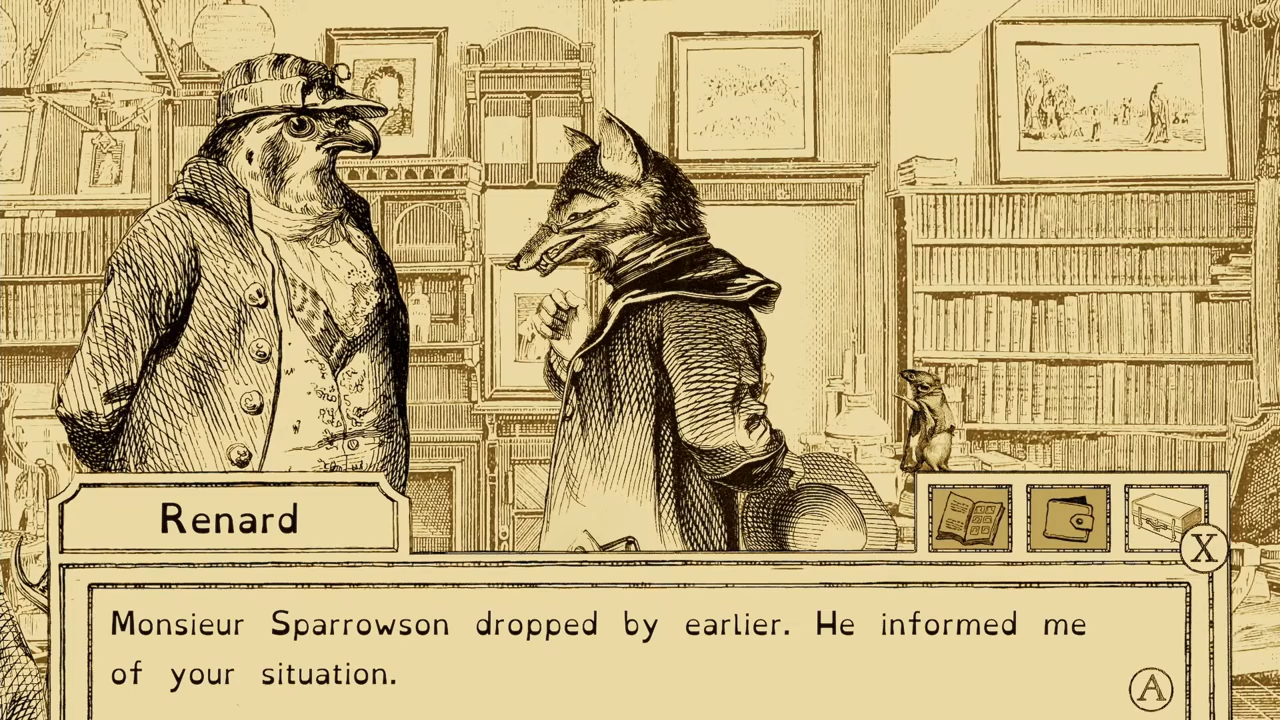 Renard
X
Monsieur Sparrowson dropped by earlier. He informed me
of your situation.
A